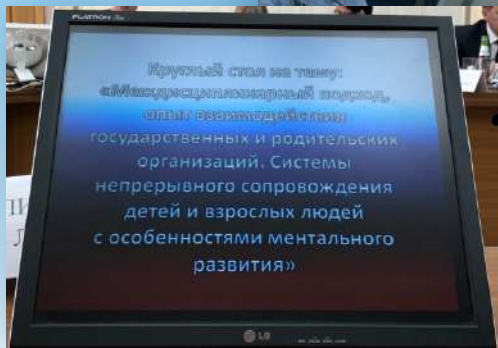 FLATRON
Круглый стол на тему:
«Междисциплинарный подход,
опыт взаимодействия
государственных и родительских
организаций. Системы
непрерывного сопровождения
детей и взрослых людей
с особенностями ментального
развития»
LG